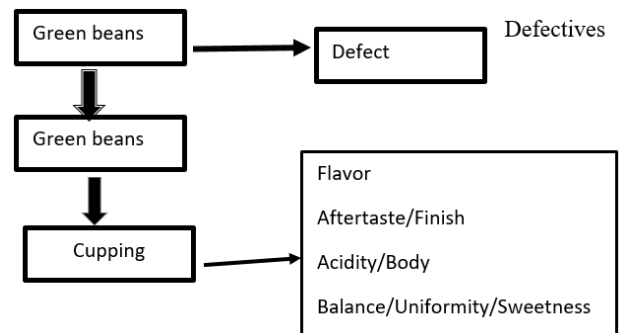 Green beans
Defectives
Defect
Green beans
Flavor
Aftertaste/Finish
Cupping
Acidity/Body
Balance/Uniformity/Sweetness